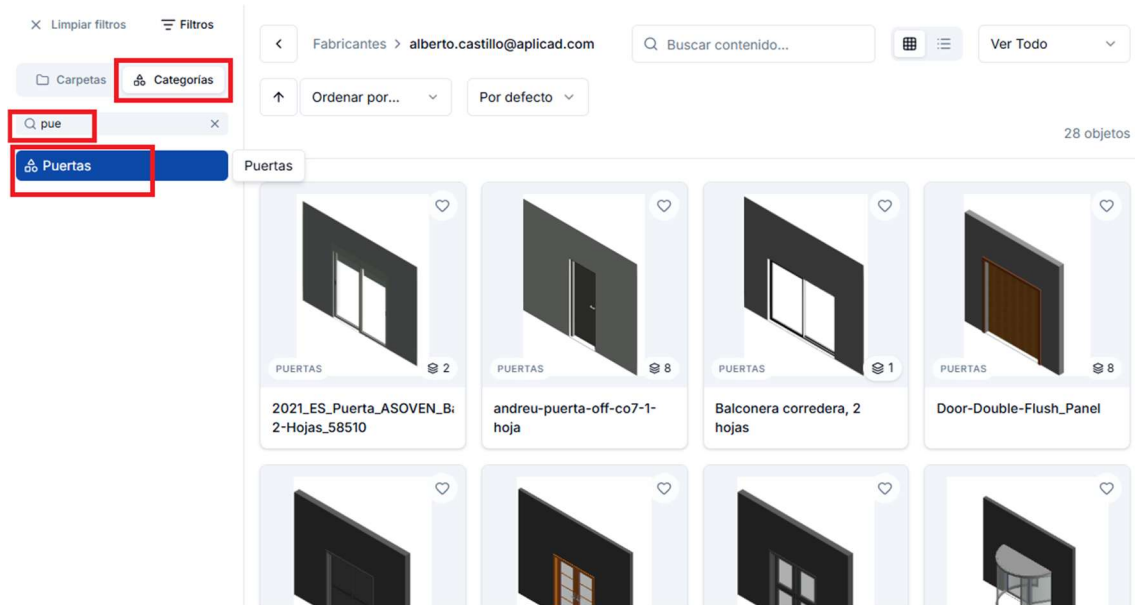 Limpiar filtros
Filtros
Carpetas
Categorías
pue
Puertas
Puertas
Fabricantes > alberto.castillo@aplicad.com
Buscar contenido...
Ver Todo
Ordenar por...
Por defecto
28 objetos
PUERTAS
2
2021_ES_Puerta_ASOVEN_Ba
2-Hojas_58510
PUERTAS
8
andreu-puerta-off-co7-1-
hoja
PUERTAS
1
Balconera corredera, 2
hojas
PUERTAS
8
Door-Double-Flush_Panel